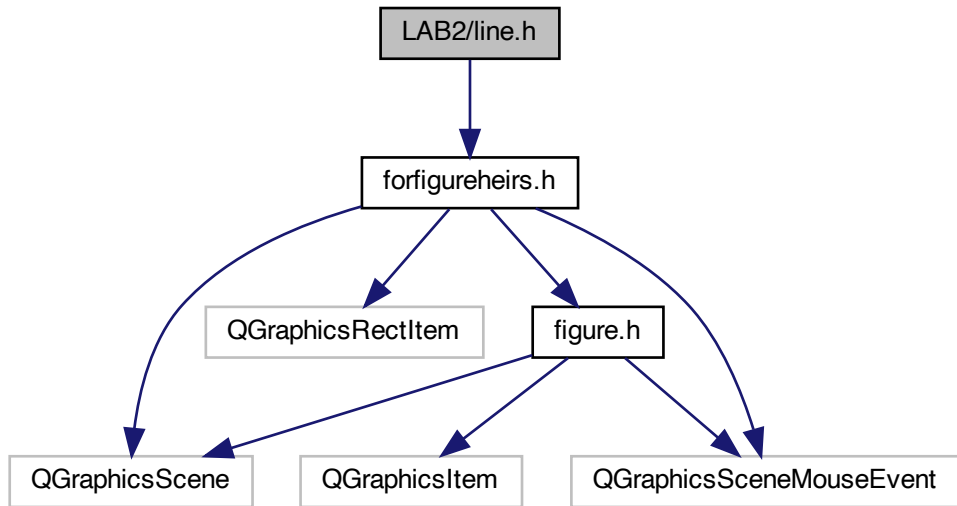 LAB2/line.h
forfigureheirs.h
QGraphicsRectItem
figure.h
QGraphicsScene
QGraphicsItem
QGraphicsSceneMouseEvent